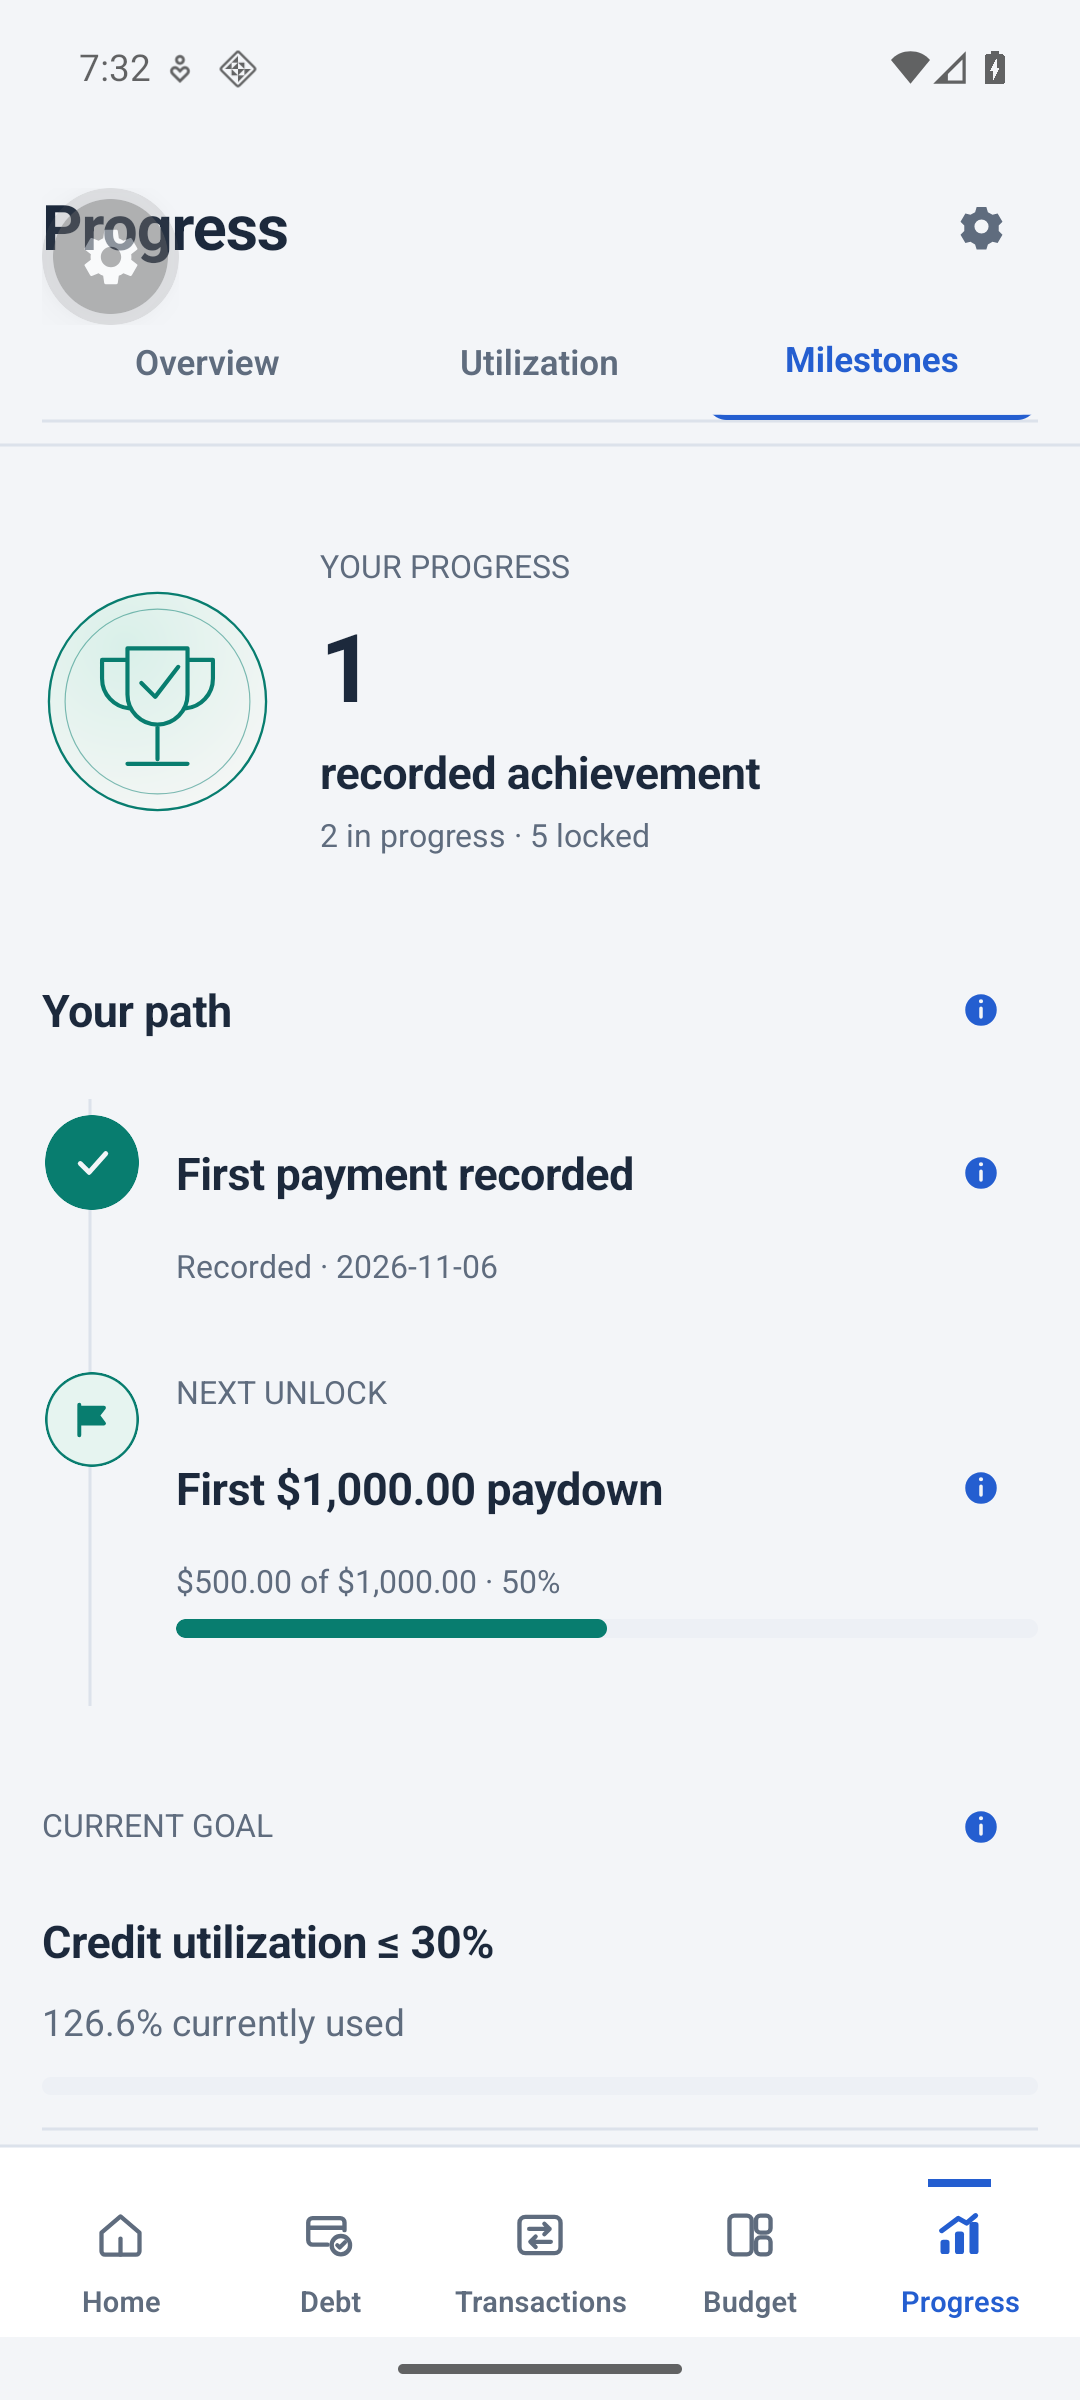 7:32
Progress
Overview
Utilization
Milestones
YOUR PROGRESS
1
recorded achievement
2 in progress · 5 locked
Your path
First payment recorded
Recorded · 2026-11-06
NEXT UNLOCK
First $1,000.00 paydown
$500.00 of $1,000.00 · 50%
CURRENT GOAL
Credit utilization ≤ 30%
126.6% currently used
Home
Debt
Transactions
Budget
Progress